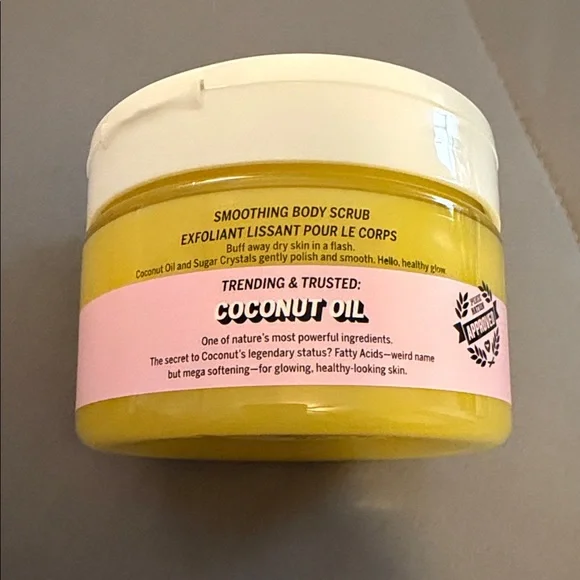 SMOOTHING BODY SCRUB
EXFOLIANT LISSANT POUR LE CORPS
Buff away dry skin in a flash.
Coconut Oil and Sugar Crystals gently polish and smooth. Hello, healthy glow.
TRENDING & TRUSTED:
COCONUT OIL
One of nature's most powerful ingredients.
The secret to Coconut's legendary status? Fatty Acids—weird name
but mega softening—for glowing, healthy-looking skin.
PINK NATION
APPROVED